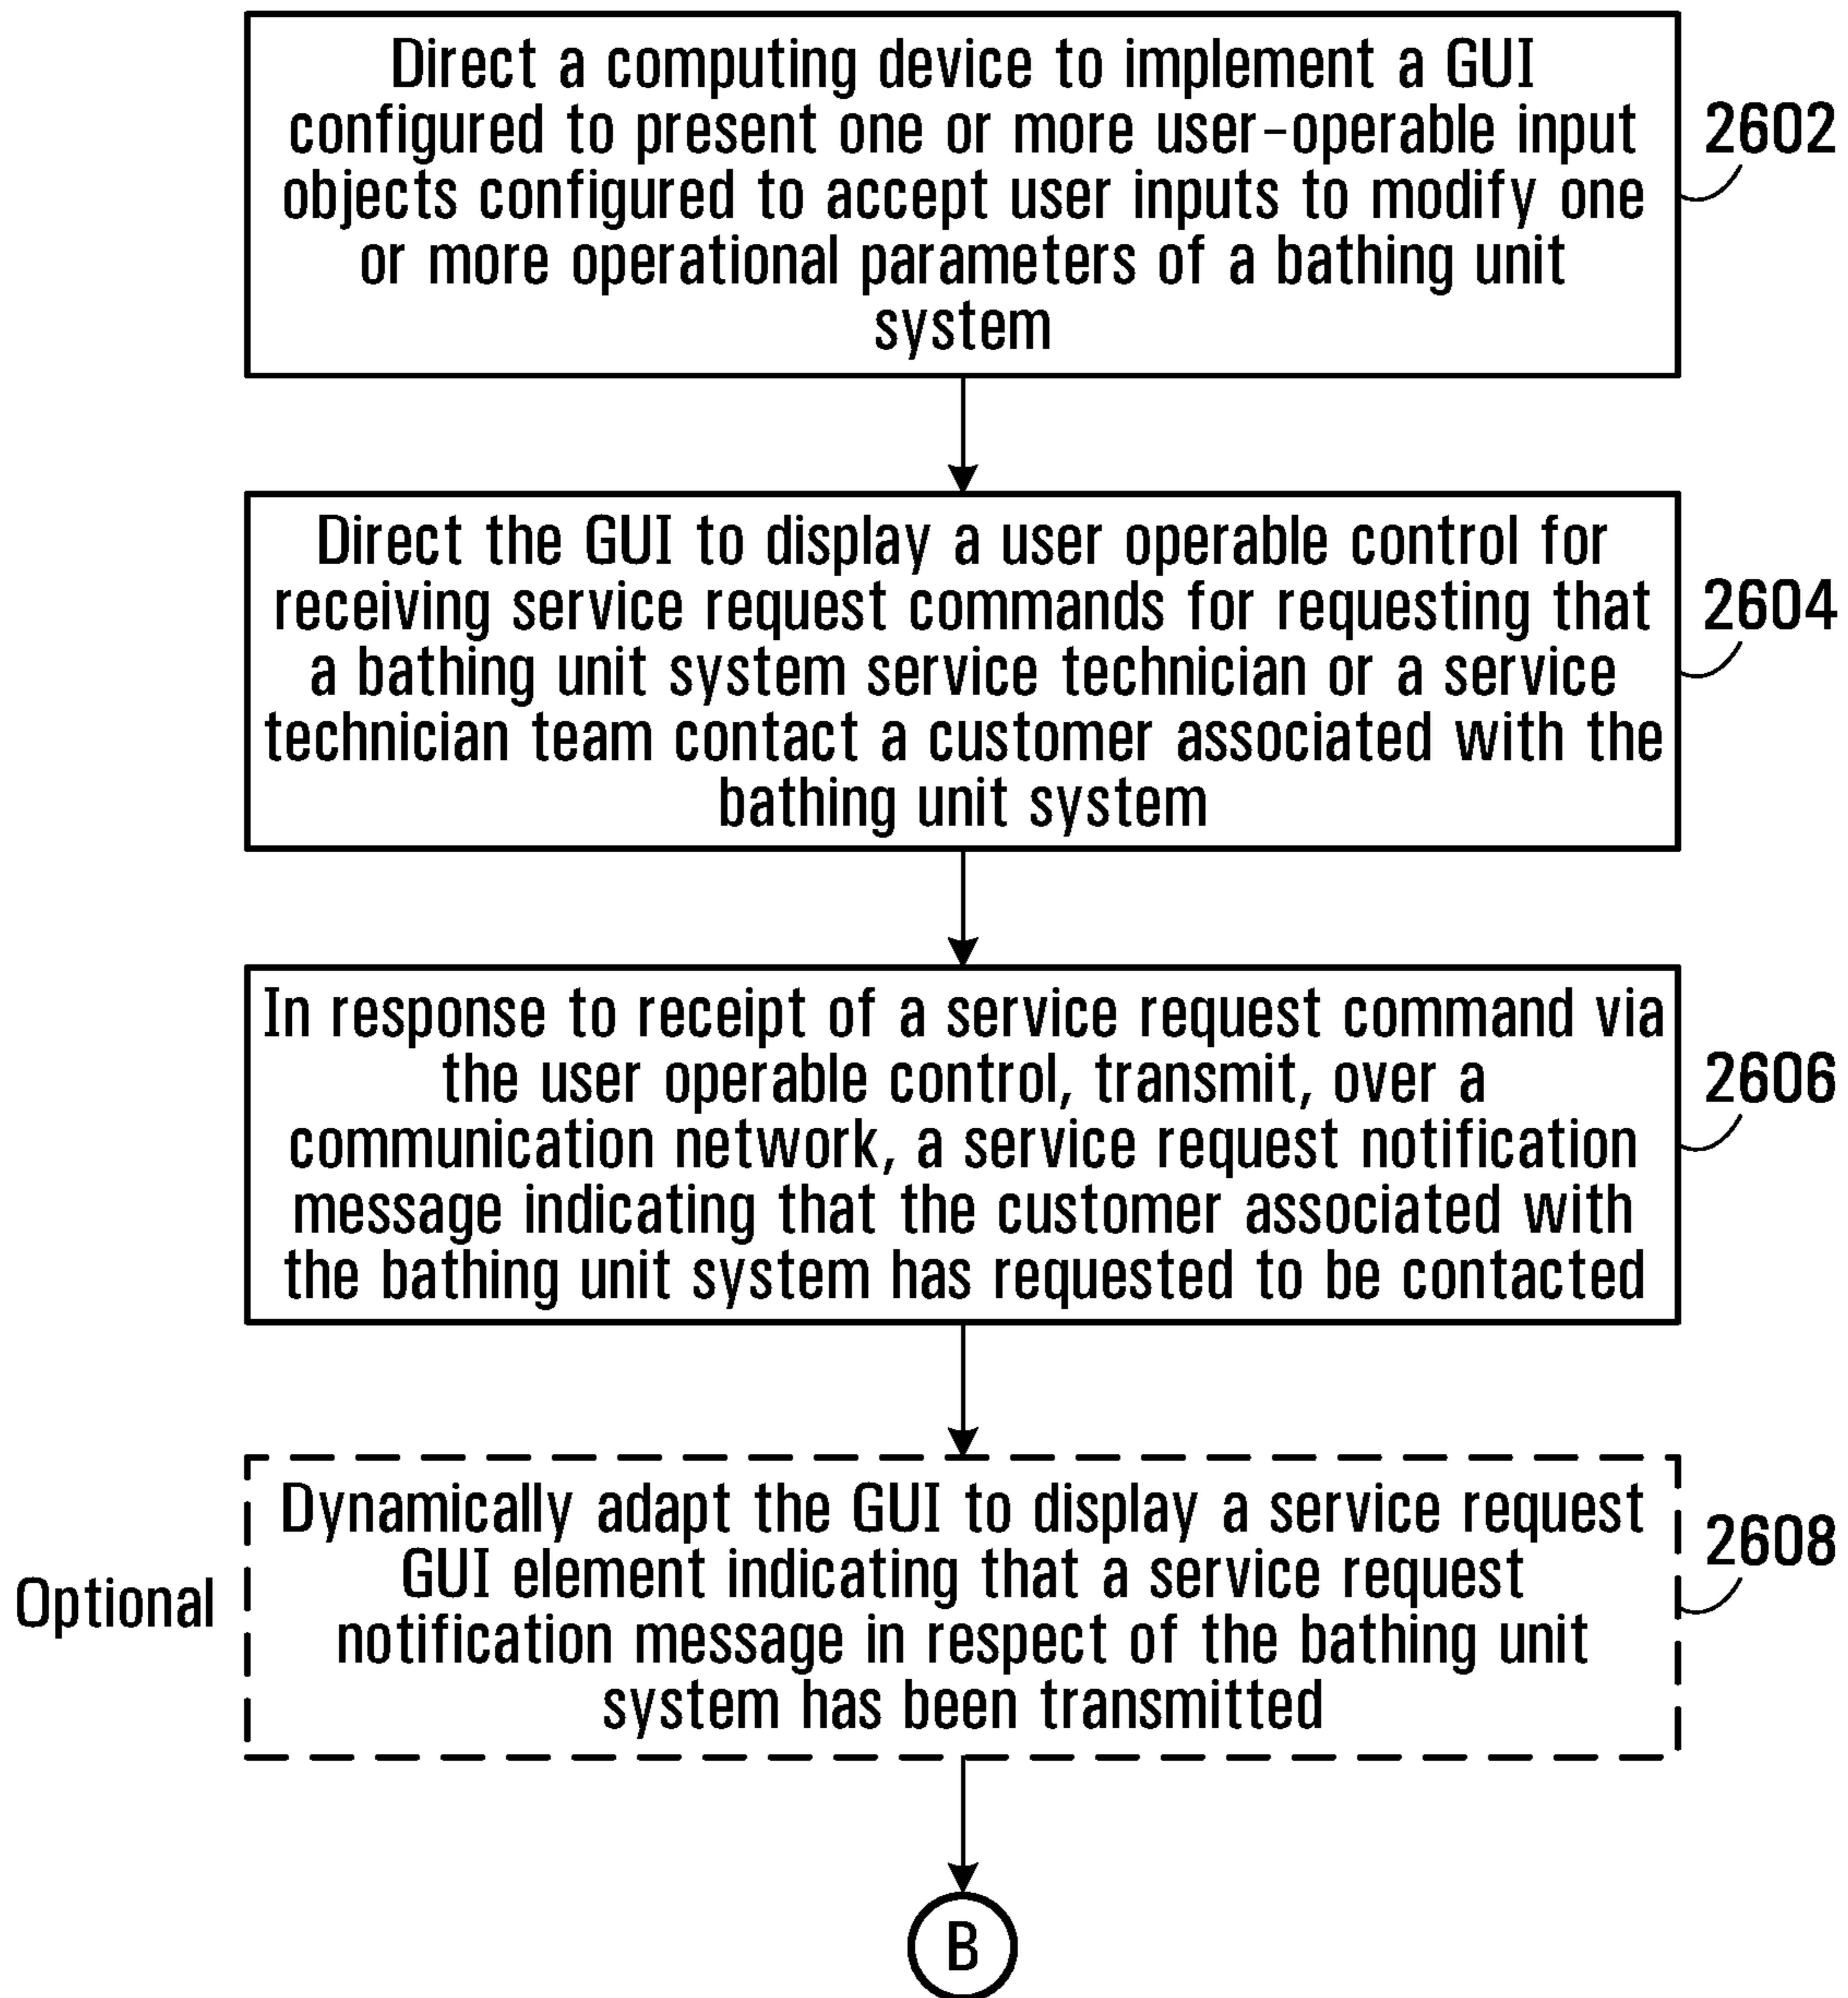 Direct a computing device to implement a GUI
configured to present one or more user-operable input
objects configured to accept user inputs to modify one
or more operational parameters of a bathing unit
system
2602
Direct the GUI to display a user operable control for
receiving service request commands for requesting that
a bathing unit system service technician or a service
technician team contact a customer associated with the
bathing unit system
2604
In response to receipt of a service request command via
the user operable control, transmit, over a
communication network, a service request notification
message indicating that the customer associated with
the bathing unit system has requested to be contacted
2606
Optional
Dynamically adapt the GUI to display a service request
GUI element indicating that a service request
notification message in respect of the bathing unit
system has been transmitted
2608
B